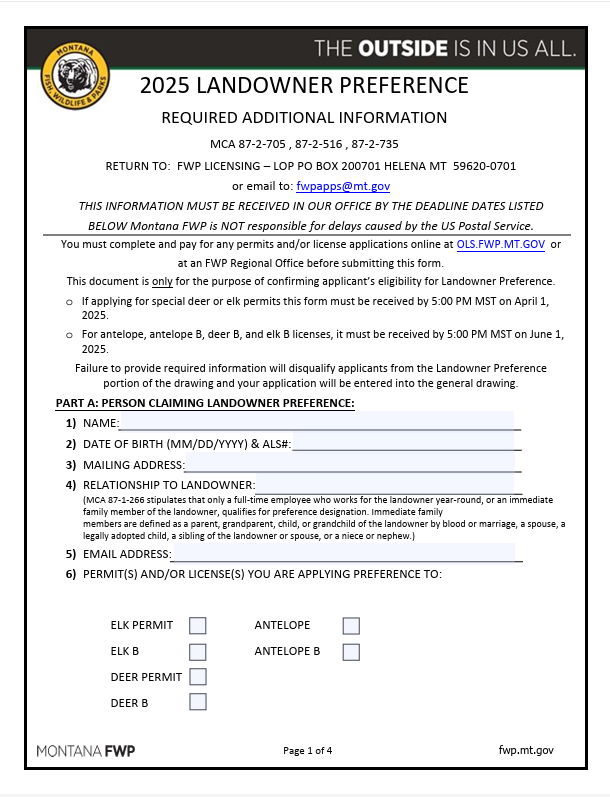 THE OUTSIDE IS IN US ALL.
MONTANA
FISH, WILDLIFE & PARKS
2025 LANDOWNER PREFERENCE
REQUIRED ADDITIONAL INFORMATION
MCA 87-2-705 , 87-2-516 , 87-2-735
RETURN TO: FWP LICENSING – LOP PO BOX 200701 HELENA MT 59620-0701
or email to: fwpapps@mt.gov
THIS INFORMATION MUST BE RECEIVED IN OUR OFFICE BY THE DEADLINE DATES LISTED
BELOW Montana FWP is NOT responsible for delays caused by the US Postal Service.
You must complete and pay for any permits and/or license applications online at OLS.FWP.MT.GOV or
at an FWP Regional Office before submitting this form.
This document is only for the purpose of confirming applicant's eligibility for Landowner Preference.
o If applying for special deer or elk permits this form must be received by 5:00 PM MST on April 1,
2025.
o For antelope, antelope B, deer B, and elk B licenses, it must be received by 5:00 PM MST on June 1,
2025.
Failure to provide required information will disqualify applicants from the Landowner Preference
portion of the drawing and your application will be entered into the general drawing.
PART A: PERSON CLAIMING LANDOWNER PREFERENCE:
1) NAME:
2) DATE OF BIRTH (MM/DD/YYYY) & ALS#:
3) MAILING ADDRESS:
4) RELATIONSHIP TO LANDOWNER:
(MCA 87-1-266 stipulates that only a full-time employee who works for the landowner year-round, or an immediate
family member of the landowner, qualifies for preference designation. Immediate family
members are defined as a parent, grandparent, child, or grandchild of the landowner by blood or marriage, a spouse, a
legally adopted child, a sibling of the landowner or spouse, or a niece or nephew.)
5) EMAIL ADDRESS:
6) PERMIT(S) AND/OR LICENSE(S) YOU ARE APPLYING PREFERENCE TO:
ELK PERMIT ANTELOPE
ELK B ANTELOPE B
DEER PERMIT
DEER B
MONTANA FWP Page 1 of 4 fwp.mt.gov